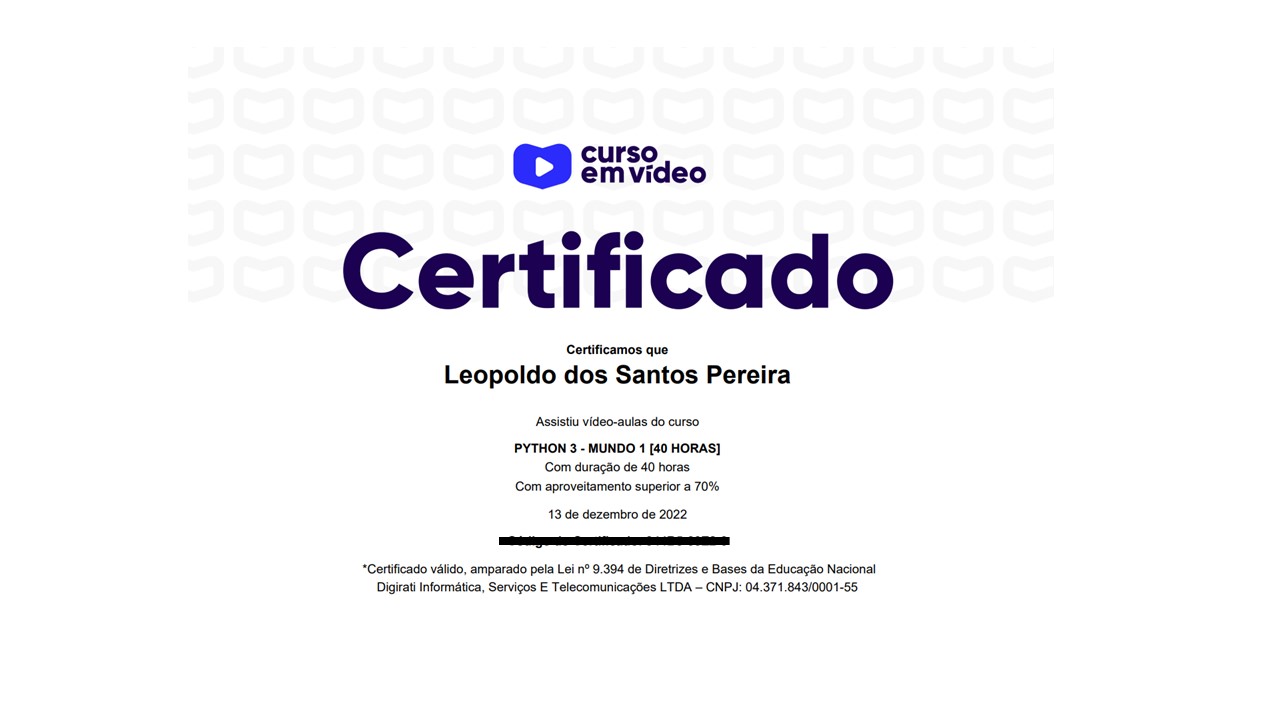 curso
em vídeo
Certificado
Certificamos que
Leopoldo dos Santos Pereira
Assistiu vídeo-aulas do curso
PYTHON 3 - MUNDO 1 [40 HORAS]
Com duração de 40 horas
Com aproveitamento superior a 70%
13 de dezembro de 2022
*Certificado válido, amparado pela Lei nº 9.394 de Diretrizes e Bases da Educação Nacional
Digirati Informática, Serviços E Telecomunicações LTDA – CNPJ: 04.371.843/0001-55